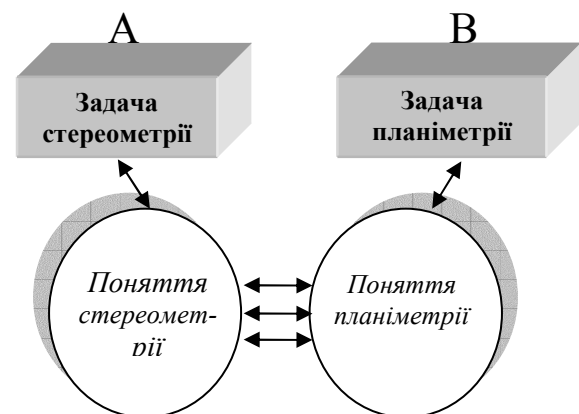 A
B
Задача
стереометрії
Задача
планіметрії
Поняття
стереомет-
рії
Поняття
планіметрії